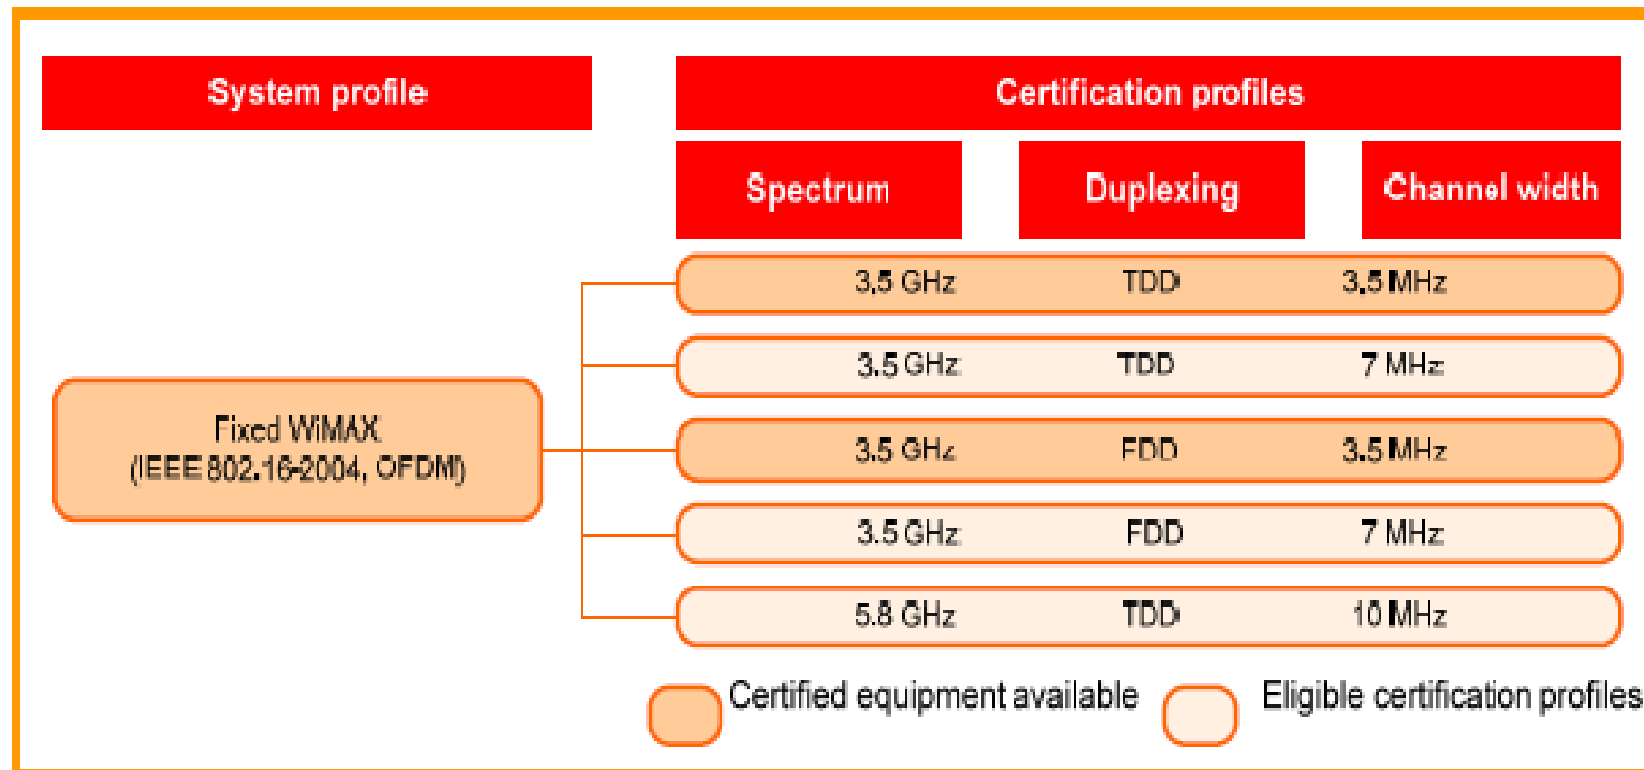 System profile
Certification profiles
Spectrum Duplexing Channel width
3.5 GHz TDD 3.5 MHz
3.5 GHz TDD 7 MHz
Fixed WiMAX
(IEEE 802.16-2004, OFDM)
3.5 GHz FDD 3.5 MHz
3.5 GHz FDD 7 MHz
5.8 GHz TDD 10 MHz
Certified equipment available
Eligible certification profiles